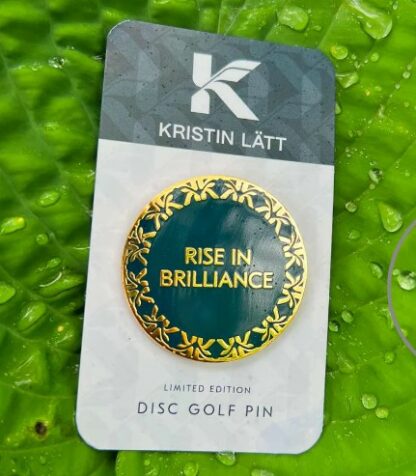 K
KRISTIN LÄTT
RISE IN
BRILLIANCE
LIMITED EDITION
DISC GOLF PIN